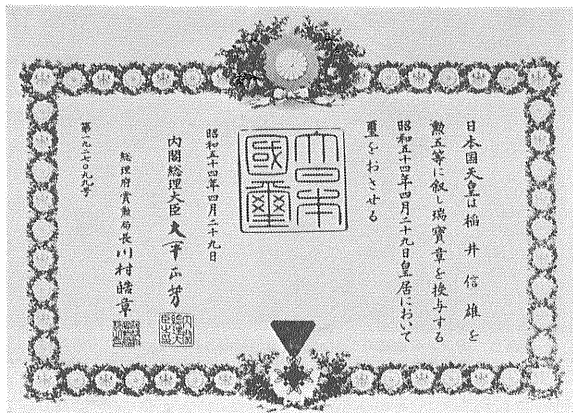 日本国天皇は稲井信雄を
勲五等に叙し瑞寶章を授与する
昭和五十四年四月二十九日皇居において
璽をおさせる
大日本
國璽
昭和五十四年四月二十九日
内閣総理大臣大平正芳
総理府賞勲局長川村皓章